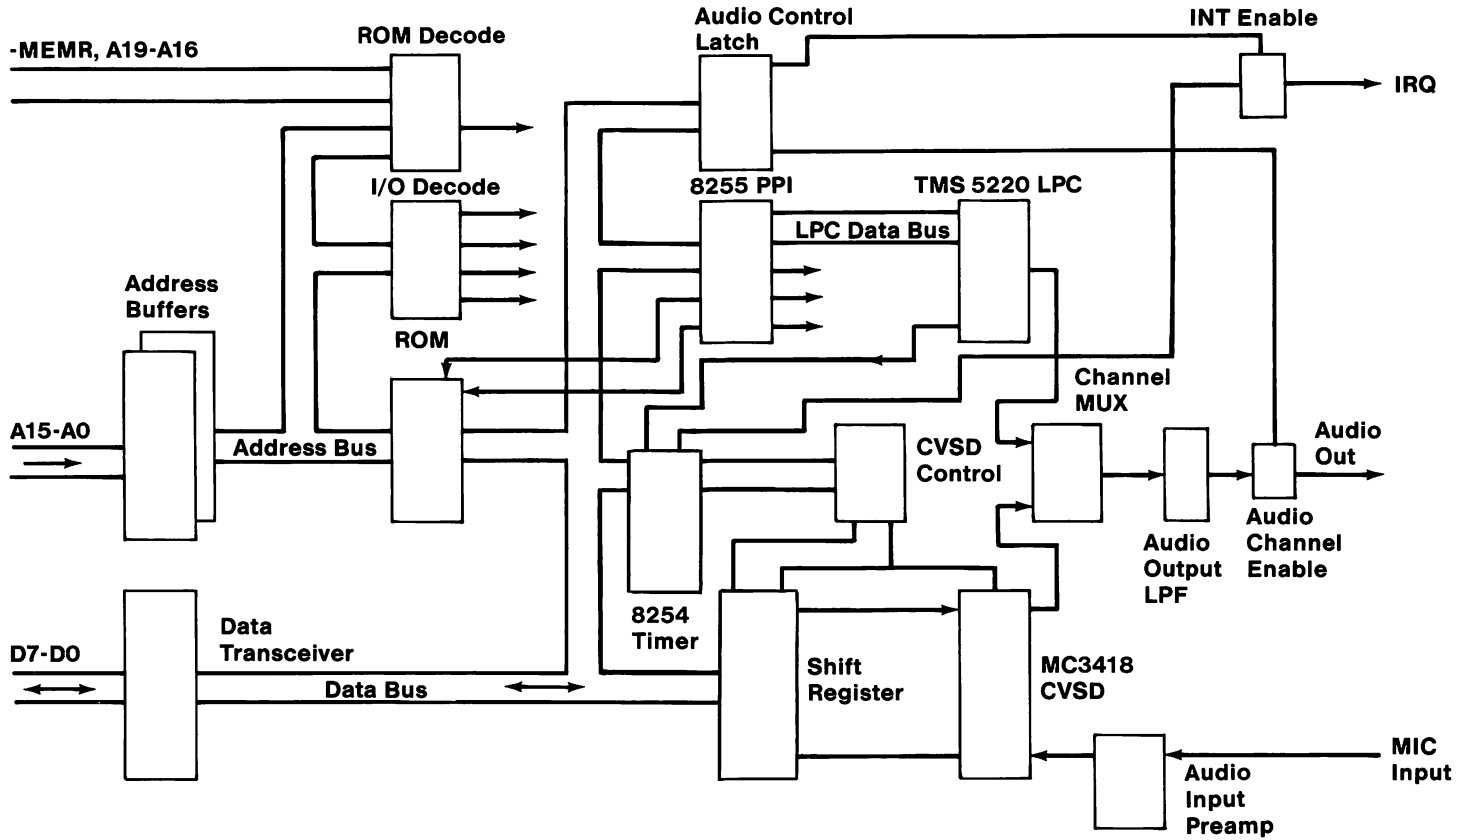 Audio Control
Latch
INT Enable
ROM Decode
-MEMR, A19-A16
IRQ
I/O Decode
8255 PPI
TMS 5220 LPC
LPC Data Bus
Address
Buffers
ROM
Channel
MUX
A15-A0
Address Bus
CVSD
Control
Audio
Out
Audio
Output
LPF
Audio
Channel
Enable
8254
Timer
Data
Transceiver
D7-D0
Data Bus
Shift
Register
MC3418
CVSD
MIC
Input
Audio
Input
Preamp